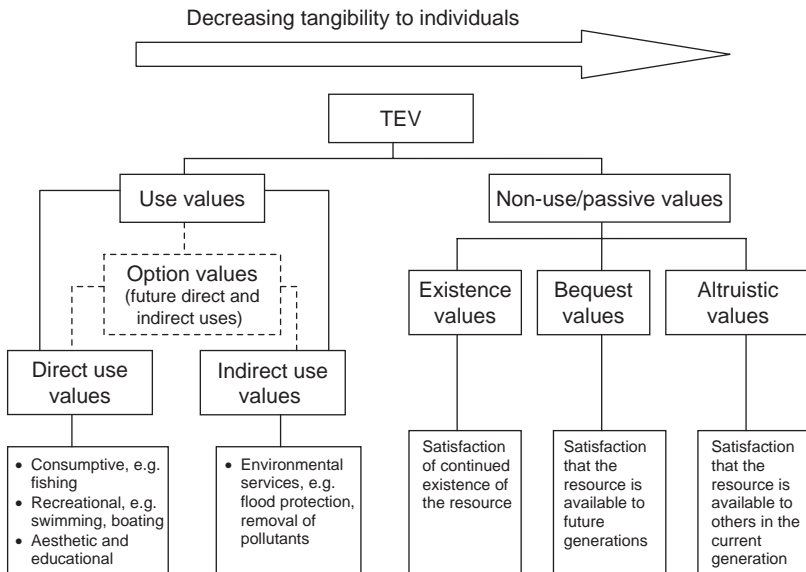 Decreasing tangibility to individuals
TEV
Use values
Non-use/passive values
Option values
(future direct and
indirect uses)
Existence
values
Bequest
values
Altruistic
values
Direct use
values
Indirect use
values
• Consumptive, e.g.
fishing
• Recreational, e.g.
swimming, boating
• Aesthetic and
educational
• Environmental
services, e.g.
flood protection,
removal of
pollutants
Satisfaction
of continued
existence of
the resource
Satisfaction
that the
resource is
available to
future
generations
Satisfaction
that the
resource is
available to
others in the
current
generation